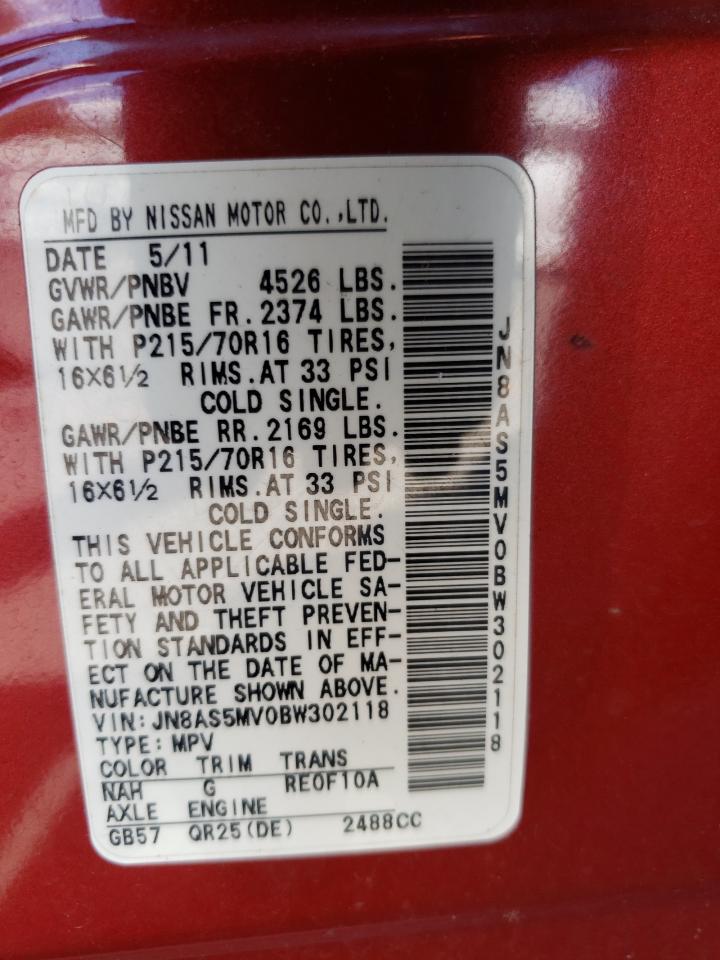 MFD BY NISSAN MOTOR CO.,LTD.
DATE 5/11
GVWR/PNBV 4526 LBS.
GAWR/PNBE FR.2374 LBS.
WITH P215/70R16 TIRES,
16X6½ RIMS.AT 33 PSI
COLD SINGLE.
GAWR/PNBE RR.2169 LBS.
WITH P215/70R16 TIRES,
16X6½ RIMS.AT 33 PSI
COLD SINGLE.
THIS VEHICLE CONFORMS
TO ALL APPLICABLE FED-
ERAL MOTOR VEHICLE SA-
FETY AND THEFT PREVEN-
TION STANDARDS IN EFF-
ECT ON THE DATE OF MA-
NUFACTURE SHOWN ABOVE.
VIN:JN8AS5MV0BW302118
TYPE:MPV
COLOR TRIM TRANS
NAH G RE0F10A
AXLE ENGINE
GB57 QR25(DE) 2488CC
JN8AS5MV0BW302118